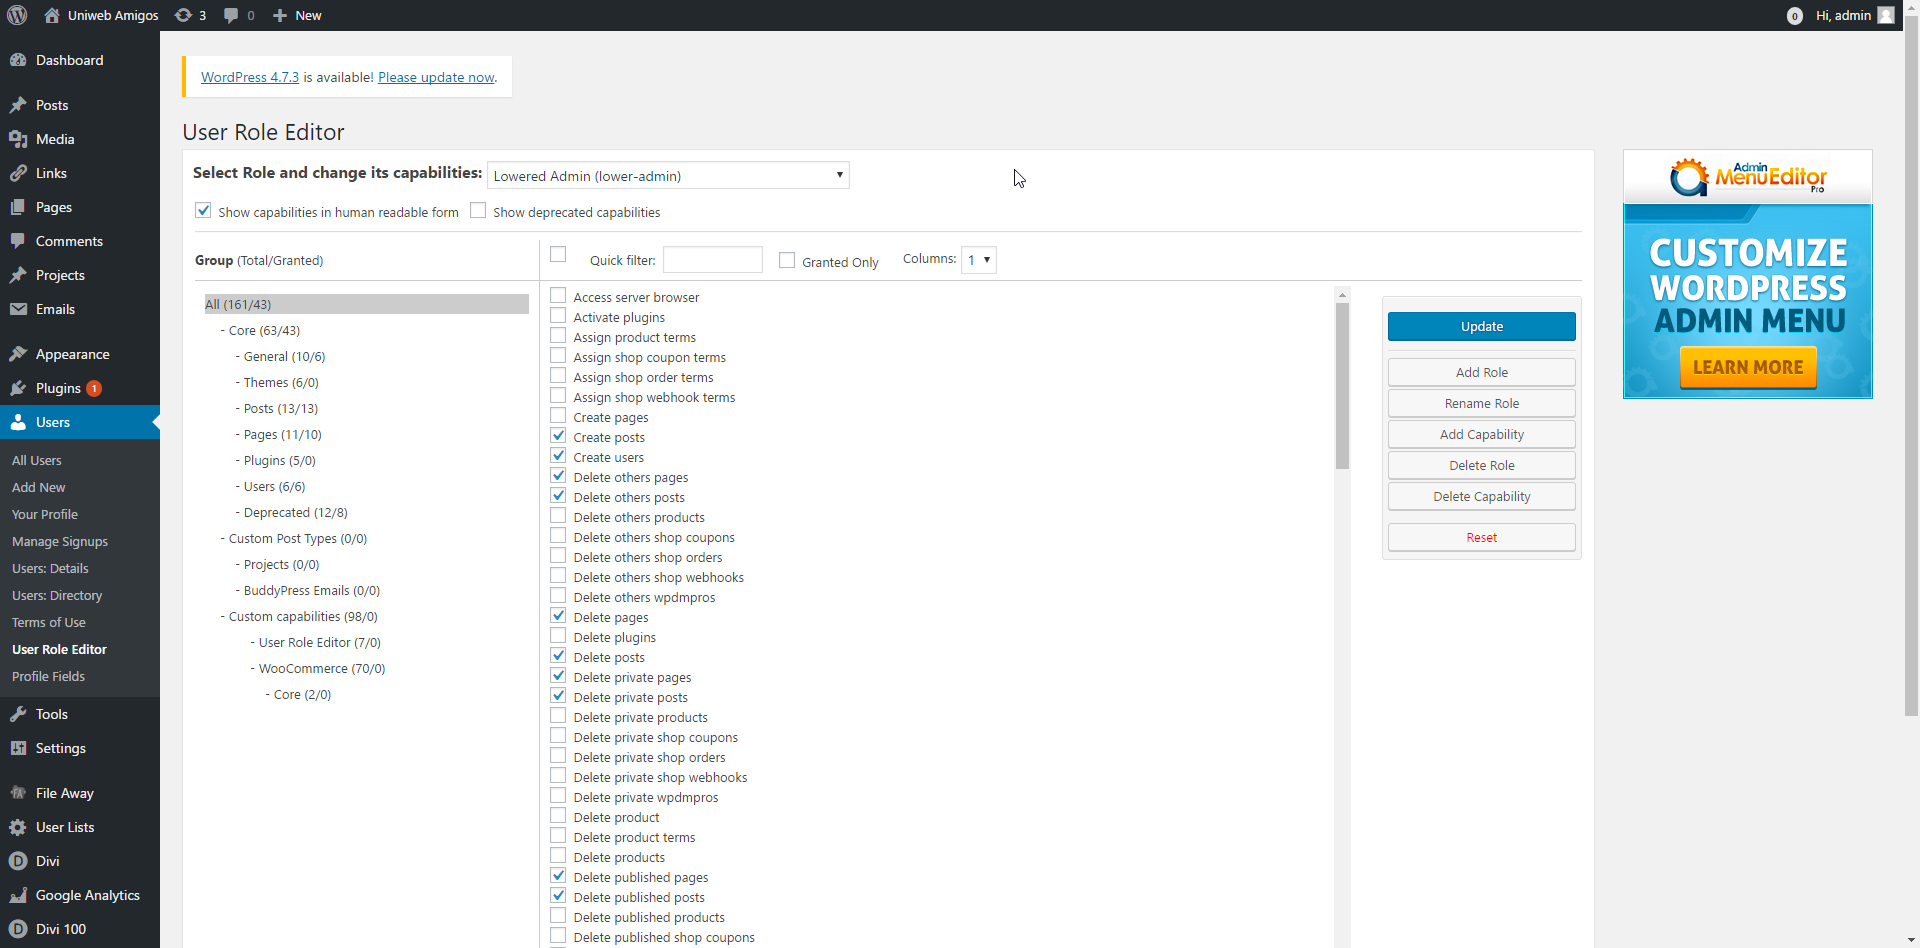 Uniweb Amigos
3
0
New
0
Hi, admin
Dashboard
Posts
Media
Links
Pages
Comments
Projects
Emails
Appearance
Plugins 1
Users
All Users
Add New
Your Profile
Manage Signups
Users: Details
Users: Directory
Terms of Use
User Role Editor
Profile Fields
Tools
Settings
File Away
User Lists
Divi
Google Analytics
Divi 100
WordPress 4.7.3 is available! Please update now.
User Role Editor
Select Role and change its capabilities: Lowered Admin (lower-admin)
Show capabilities in human readable form Show deprecated capabilities
Group (Total/Granted)
Quick filter:
Granted Only
Columns: 1
All (161/43)
- Core (63/43)
- General (10/6)
- Themes (6/0)
- Posts (13/13)
- Pages (11/10)
- Plugins (5/0)
- Users (6/6)
- Deprecated (12/8)
- Custom Post Types (0/0)
- Projects (0/0)
- BuddyPress Emails (0/0)
- Custom capabilities (98/0)
- User Role Editor (7/0)
- WooCommerce (70/0)
- Core (2/0)
Access server browser
Activate plugins
Assign product terms
Assign shop coupon terms
Assign shop order terms
Assign shop webhook terms
Create pages
Create posts
Create users
Delete others pages
Delete others posts
Delete others products
Delete others shop coupons
Delete others shop orders
Delete others shop webhooks
Delete others wpdmpros
Delete pages
Delete plugins
Delete posts
Delete private pages
Delete private posts
Delete private products
Delete private shop coupons
Delete private shop orders
Delete private shop webhooks
Delete private wpdmpros
Delete product
Delete product terms
Delete products
Delete published pages
Delete published posts
Delete published products
Delete published shop coupons
Update
Add Role
Rename Role
Add Capability
Delete Role
Delete Capability
Reset
Admin
MenuEditor
Pro
CUSTOMIZE
WORDPRESS
ADMIN MENU
LEARN MORE